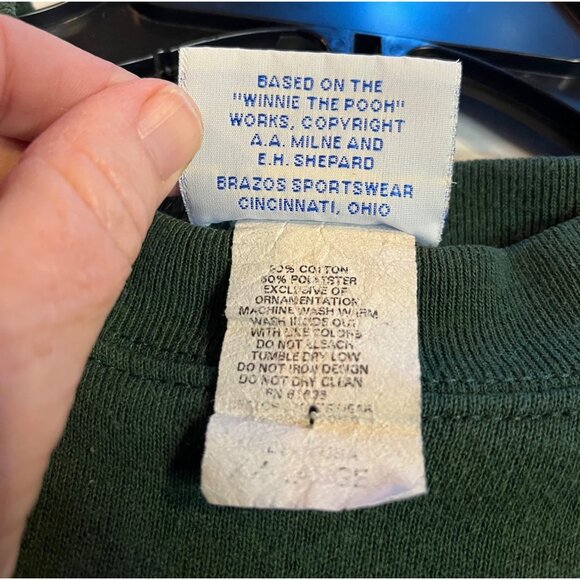 BASED ON THE
"WINNIE THE POOH"
WORKS, COPYRIGHT
A.A. MILNE AND
E.H. SHEPARD
BRAZOS SPORTSWEAR
CINCINNATI, OHIO
COTTON
POLYESTER
EXCLUSIVE OF
ORNAMENTATION
MACHINE WASH WARM
WASH INSIDE OUT
WITH LIKE COLORS
DO NOT BLEACH
TUMBLE DRY LOW
DO NOT IRON DESIGN
DO NOT DRY CLEAN
RN